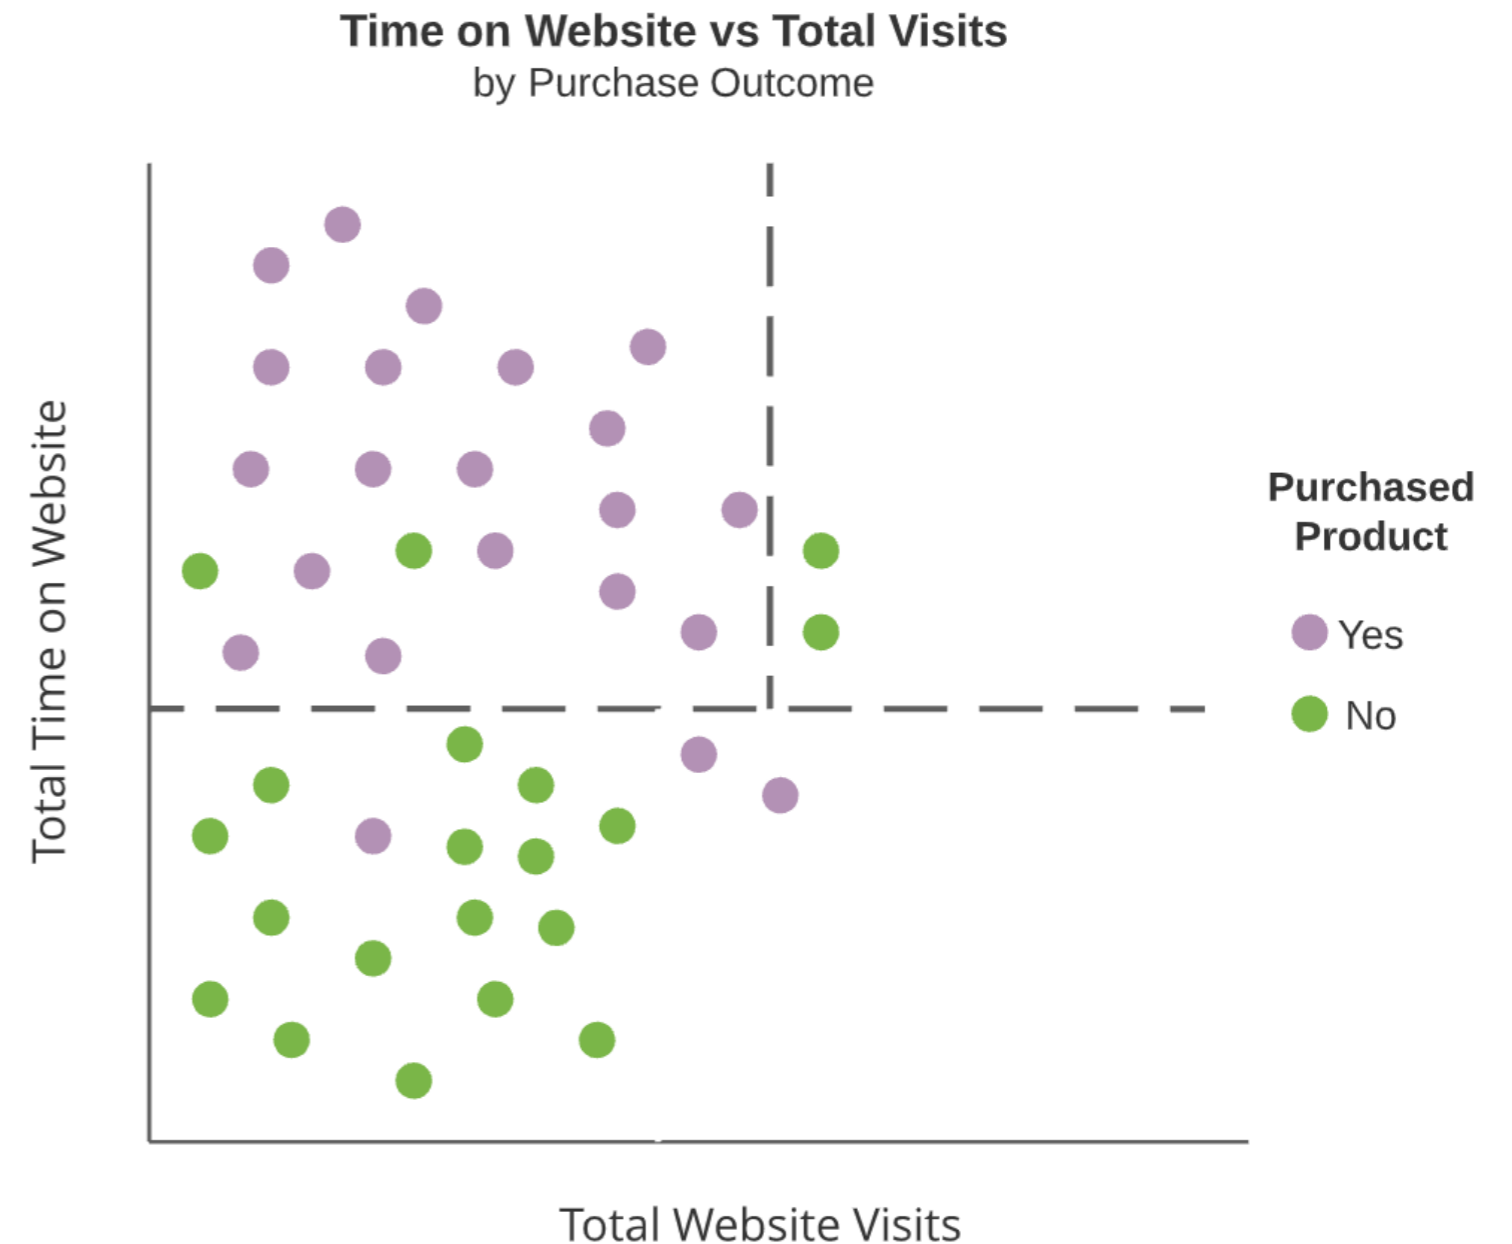 Time on Website vs Total Visits
by Purchase Outcome
Total Time on Website
Purchased
Product
Yes
No
Total Website Visits